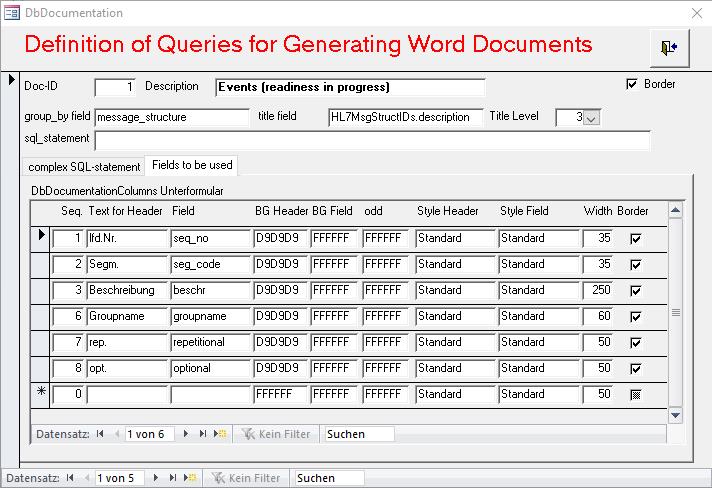 DbDocumentation
Definition of Queries for Generating Word Documents
Doc-ID 1 Description Events (readiness in progress) Border
group_by field message_structure title field HL7MsgStructIDs.description Title Level 3
sql_statement
complex SQL-statement Fields to be used
DbDocumentationColumns Unterformular
Seq. Text for Header Field BG Header BG Field odd Style Header Style Field Width Border
1 lfd.Nr. seq_no D9D9D9 FFFFFF FFFFFF Standard Standard 35
2 Segm. seg_code D9D9D9 FFFFFF FFFFFF Standard Standard 35
3 Beschreibung beschr D9D9D9 FFFFFF FFFFFF Standard Standard 250
6 Groupname groupname D9D9D9 FFFFFF FFFFFF Standard Standard 60
7 rep. repetitional D9D9D9 FFFFFF FFFFFF Standard Standard 50
8 opt. optional D9D9D9 FFFFFF FFFFFF Standard Standard 50
0 FFFFFF FFFFFF FFFFFF Standard Standard 50
Datensatz: 1 von 6 Kein Filter Suchen
Datensatz: 1 von 5 Kein Filter Suchen